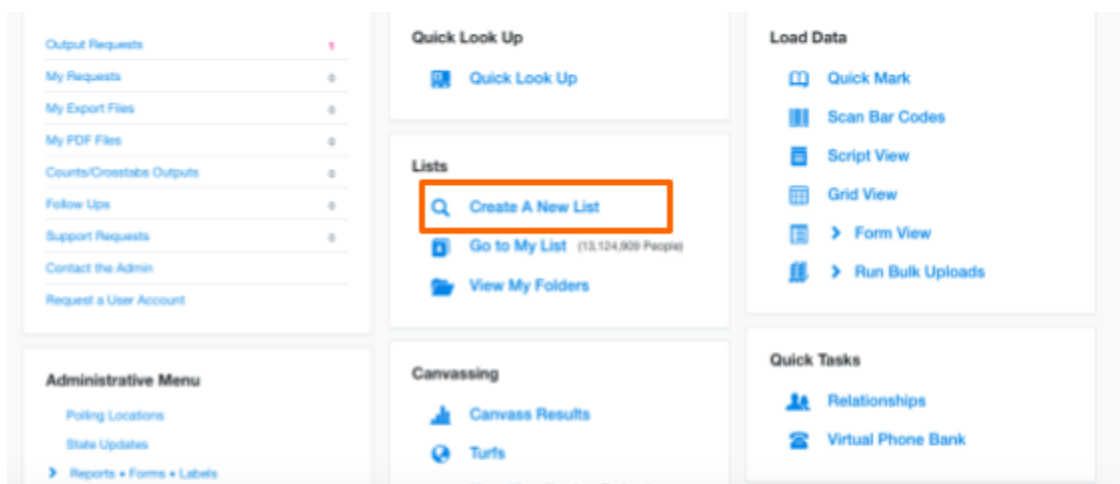 Output Requests 1
My Requests 0
My Export Files 0
My PDF Files 0
Counts/Crosstabs Outputs 0
Follow Ups 0
Support Requests 0
Contact the Admin
Request a User Account
Administrative Menu
Polling Locations
State Updates
Reports • Forms • Labels
Quick Look Up
Quick Look Up
Lists
Create A New List
Go to My List (13,124,909 People)
View My Folders
Canvassing
Canvass Results
Turfs
Load Data
Quick Mark
Scan Bar Codes
Script View
Grid View
> Form View
> Run Bulk Uploads
Quick Tasks
Relationships
Virtual Phone Bank